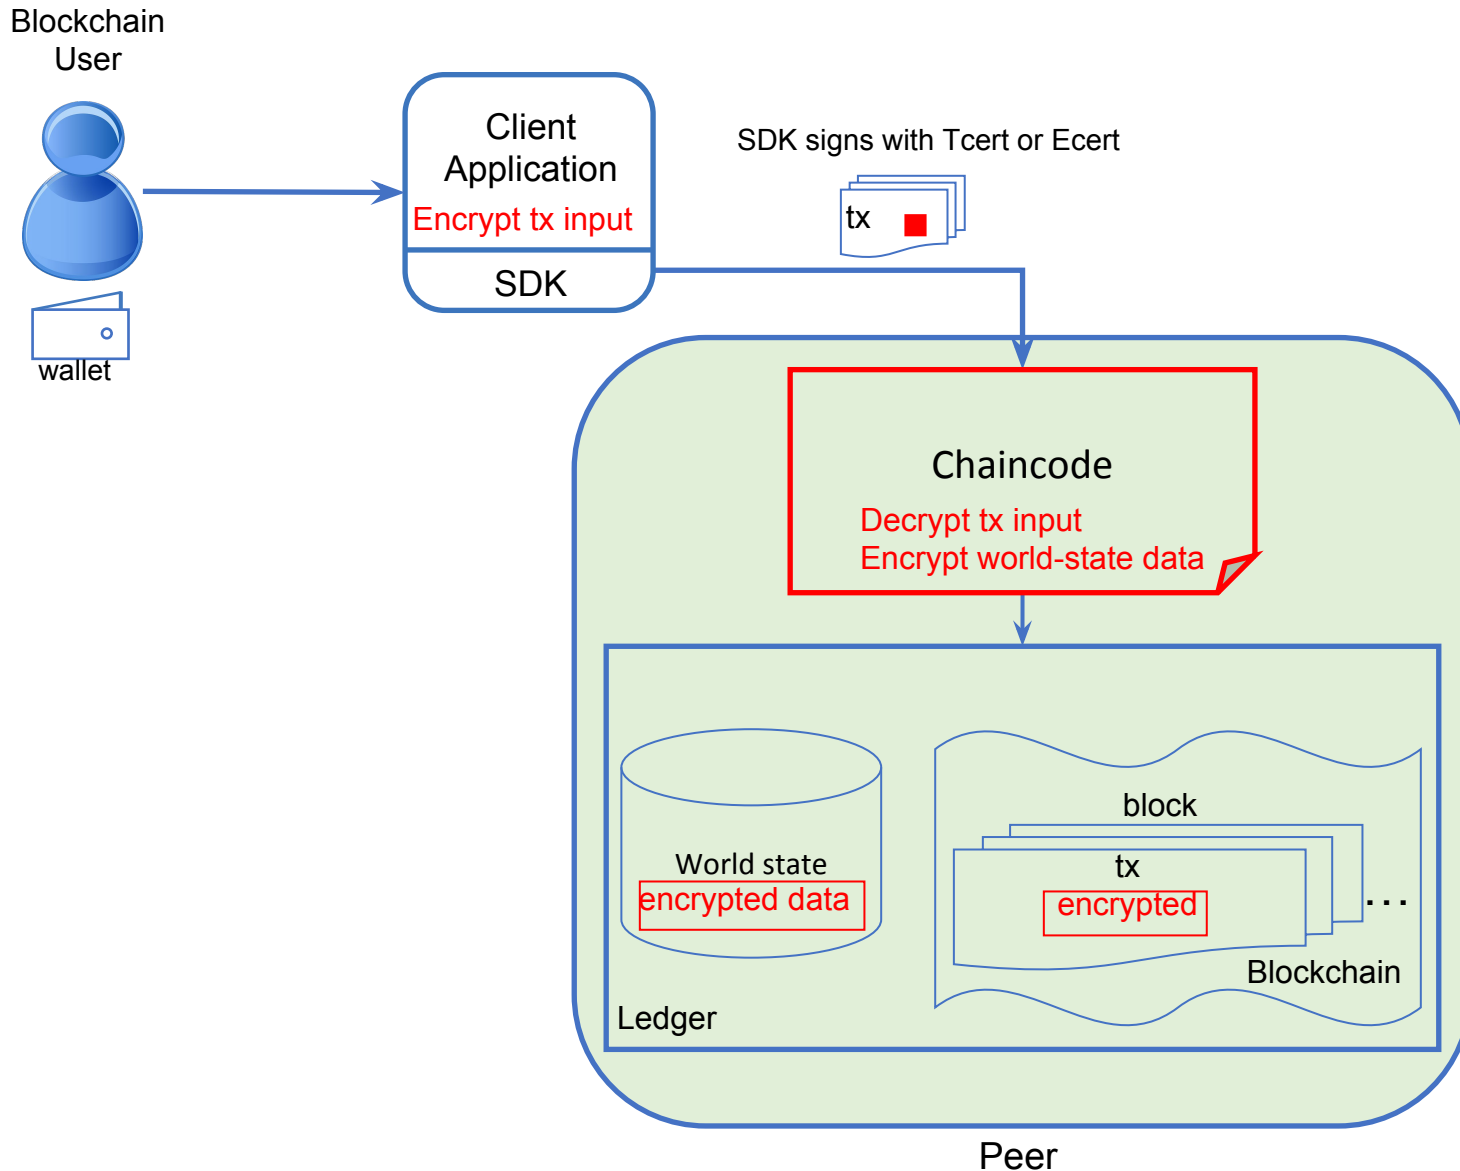 Blockchain
User
wallet
Client
Application
Encrypt tx input
SDK
SDK signs with Tcert or Ecert
tx
Chaincode
Decrypt tx input
Encrypt world-state data
World state
encrypted data
block
tx
encrypted
...
Blockchain
Ledger
Peer